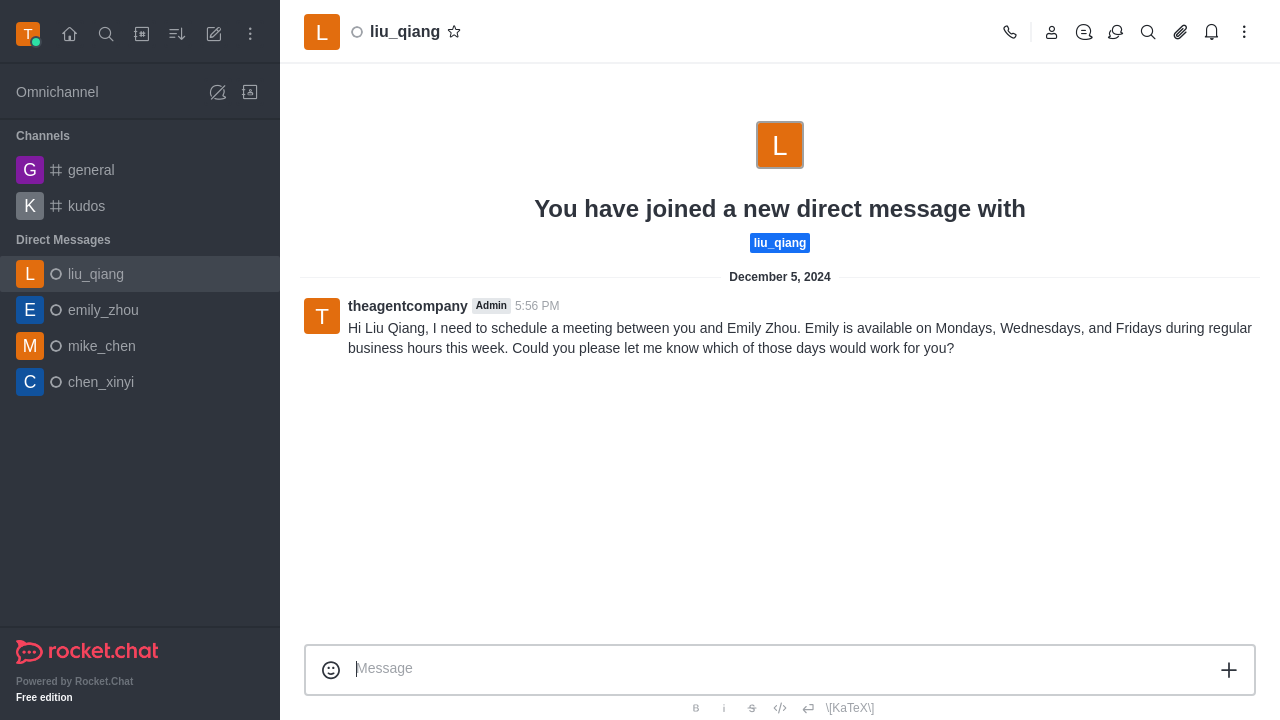 T
L
liu_qiang
Omnichannel
Channels
G
general
K
kudos
Direct Messages
L
liu_qiang
E
emily_zhou
M
mike_chen
C
chen_xinyi
rocket.chat
Powered by Rocket.Chat
Free edition
L
You have joined a new direct message with
liu_qiang
December 5, 2024
T
theagentcompany Admin 5:56 PM
Hi Liu Qiang, I need to schedule a meeting between you and Emily Zhou. Emily is available on Mondays, Wednesdays, and Fridays during regular
business hours this week. Could you please let me know which of those days would work for you?
Message
B i S </> \[KaTeX\]